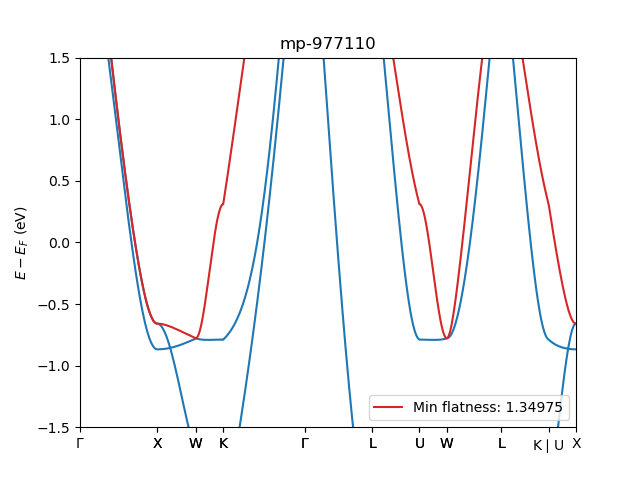 mp-977110
E − E_F (eV)
1.5
1.0
0.5
0.0
−0.5
−1.0
−1.5
Min flatness: 1.34975
Γ X W K Γ L U W L K | U X